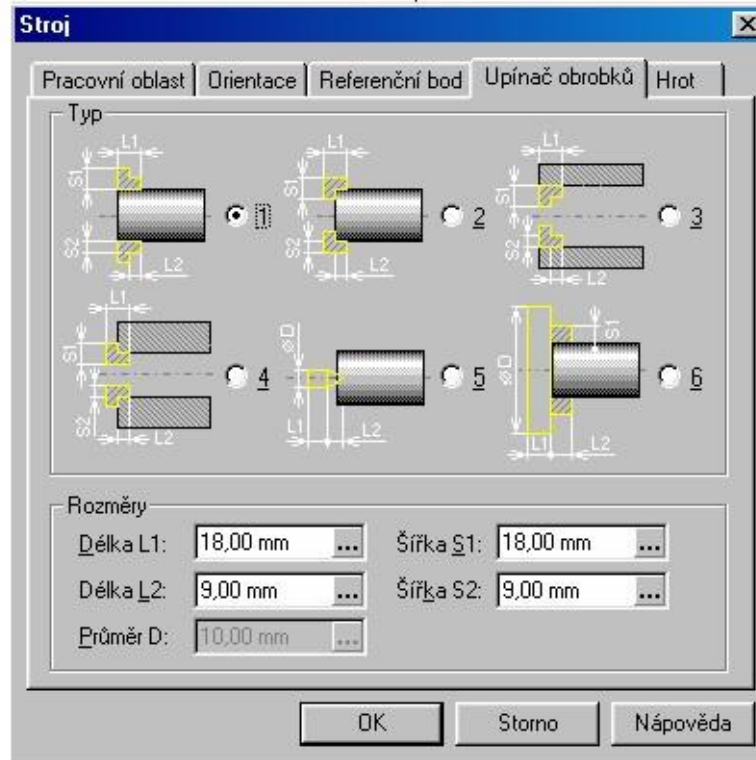 Stroj
Pracovní oblast Orientace Referenční bod Upínač obrobků Hrot
Typ
L1 S1 S2 L2 1
L1 S1 S2 L2 2
L1 S1 S2 L2 3
L1 S1 S2 L2 4
øD L1 L2 5
øD S1 L1 L2 6
Rozměry
Délka L1: 18,00 mm ... Šířka S1: 18,00 mm ...
Délka L2: 9,00 mm ... Šířka S2: 9,00 mm ...
Průměr D: 10,00 mm ...
OK Storno Nápověda